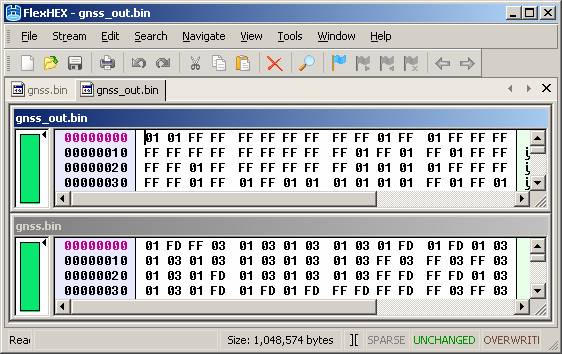 FlexHEX - gnss_out.bin
File Stream Edit Search Navigate View Tools Window Help
gnss.bin gnss_out.bin
gnss_out.bin
00000000 01 01 FF FF FF FF FF FF FF FF 01 FF 01 FF FF FF
00000010 FF FF FF FF FF FF FF FF 01 FF 01 FF 01 FF FF FF
00000020 FF FF 01 FF FF FF FF FF 01 01 01 01 FF FF FF FF
00000030 FF FF 01 FF 01 FF 01 01 01 01 01 01 FF 01 FF 01
gnss.bin
00000000 01 FD FF 03 01 03 01 03 01 03 01 FD 01 FD 01 03
00000010 01 03 01 03 01 03 FF 03 01 FD 01 FD 01 FD FF 03
00000020 01 03 01 03 01 03 01 03 FF 03 FF FD 01 FD 01 03
00000030 01 03 01 FD 01 FD 01 FD FF FD FF FD FF 03 FF 03
Size: 1,048,574 bytes ][ SPARSE UNCHANGED